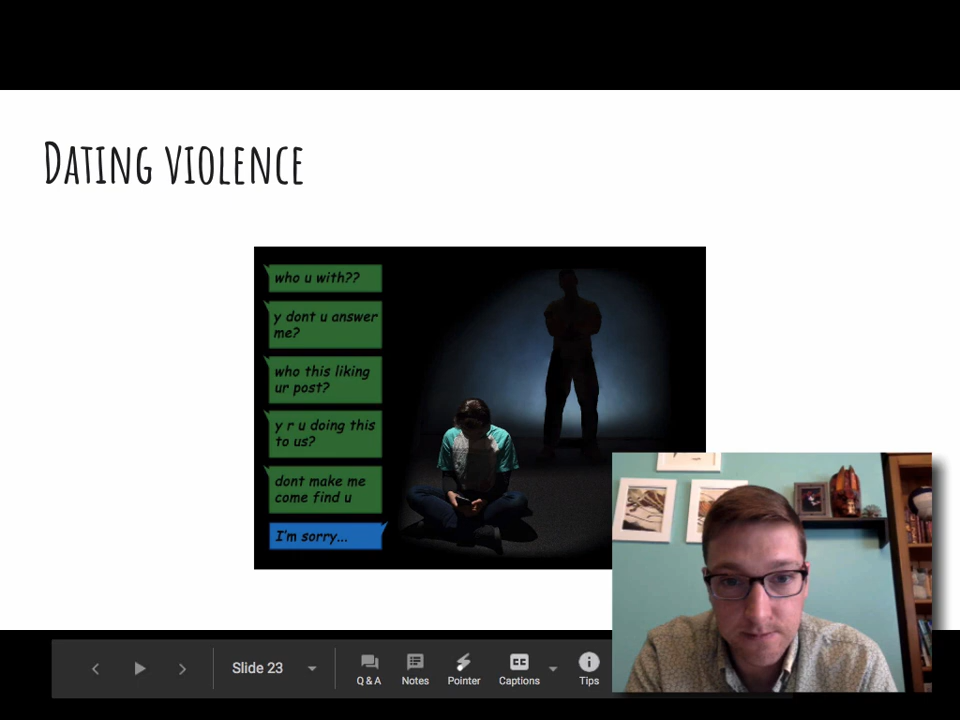 Dating violence
who u with??
y dont u answer
me?
who this liking
ur post?
y r u doing this
to us?
dont make me
come find u
I'm sorry...
Slide 23
Q & A
Notes
Pointer
CC
Captions
Tips